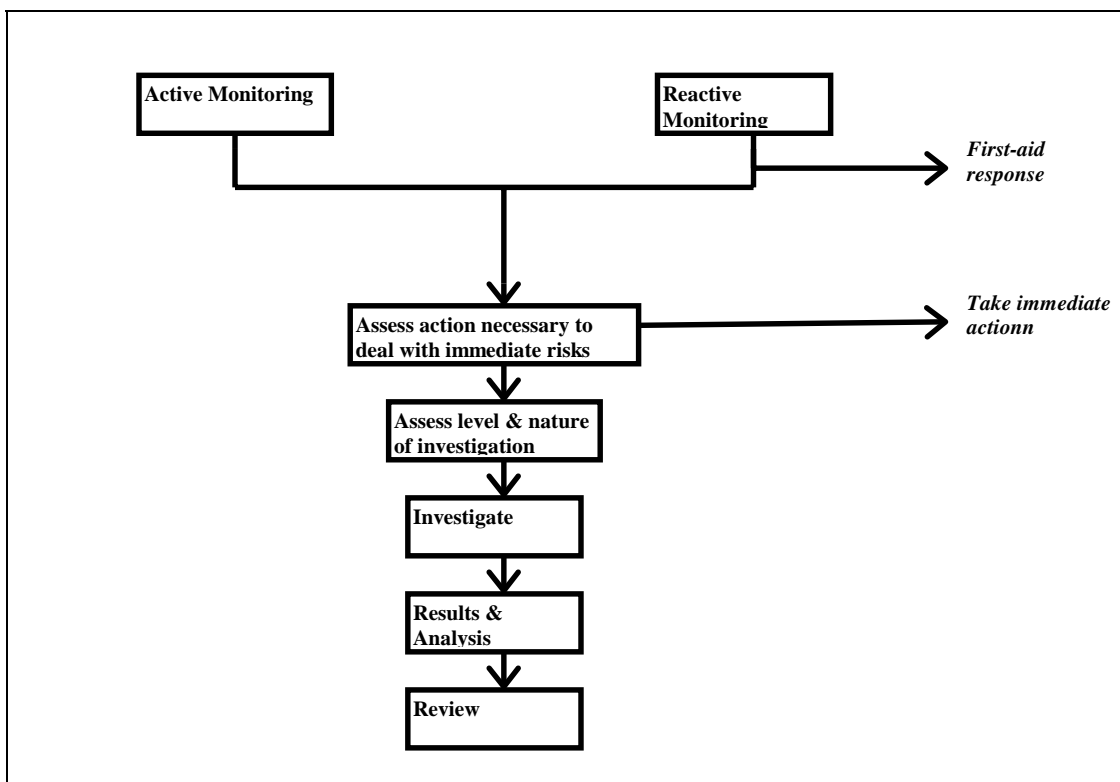 Active Monitoring
Reactive
Monitoring
First-aid
response
Assess action necessary to
deal with immediate risks
Take immediate
actionn
Assess level & nature
of investigation
Investigate
Results &
Analysis
Review